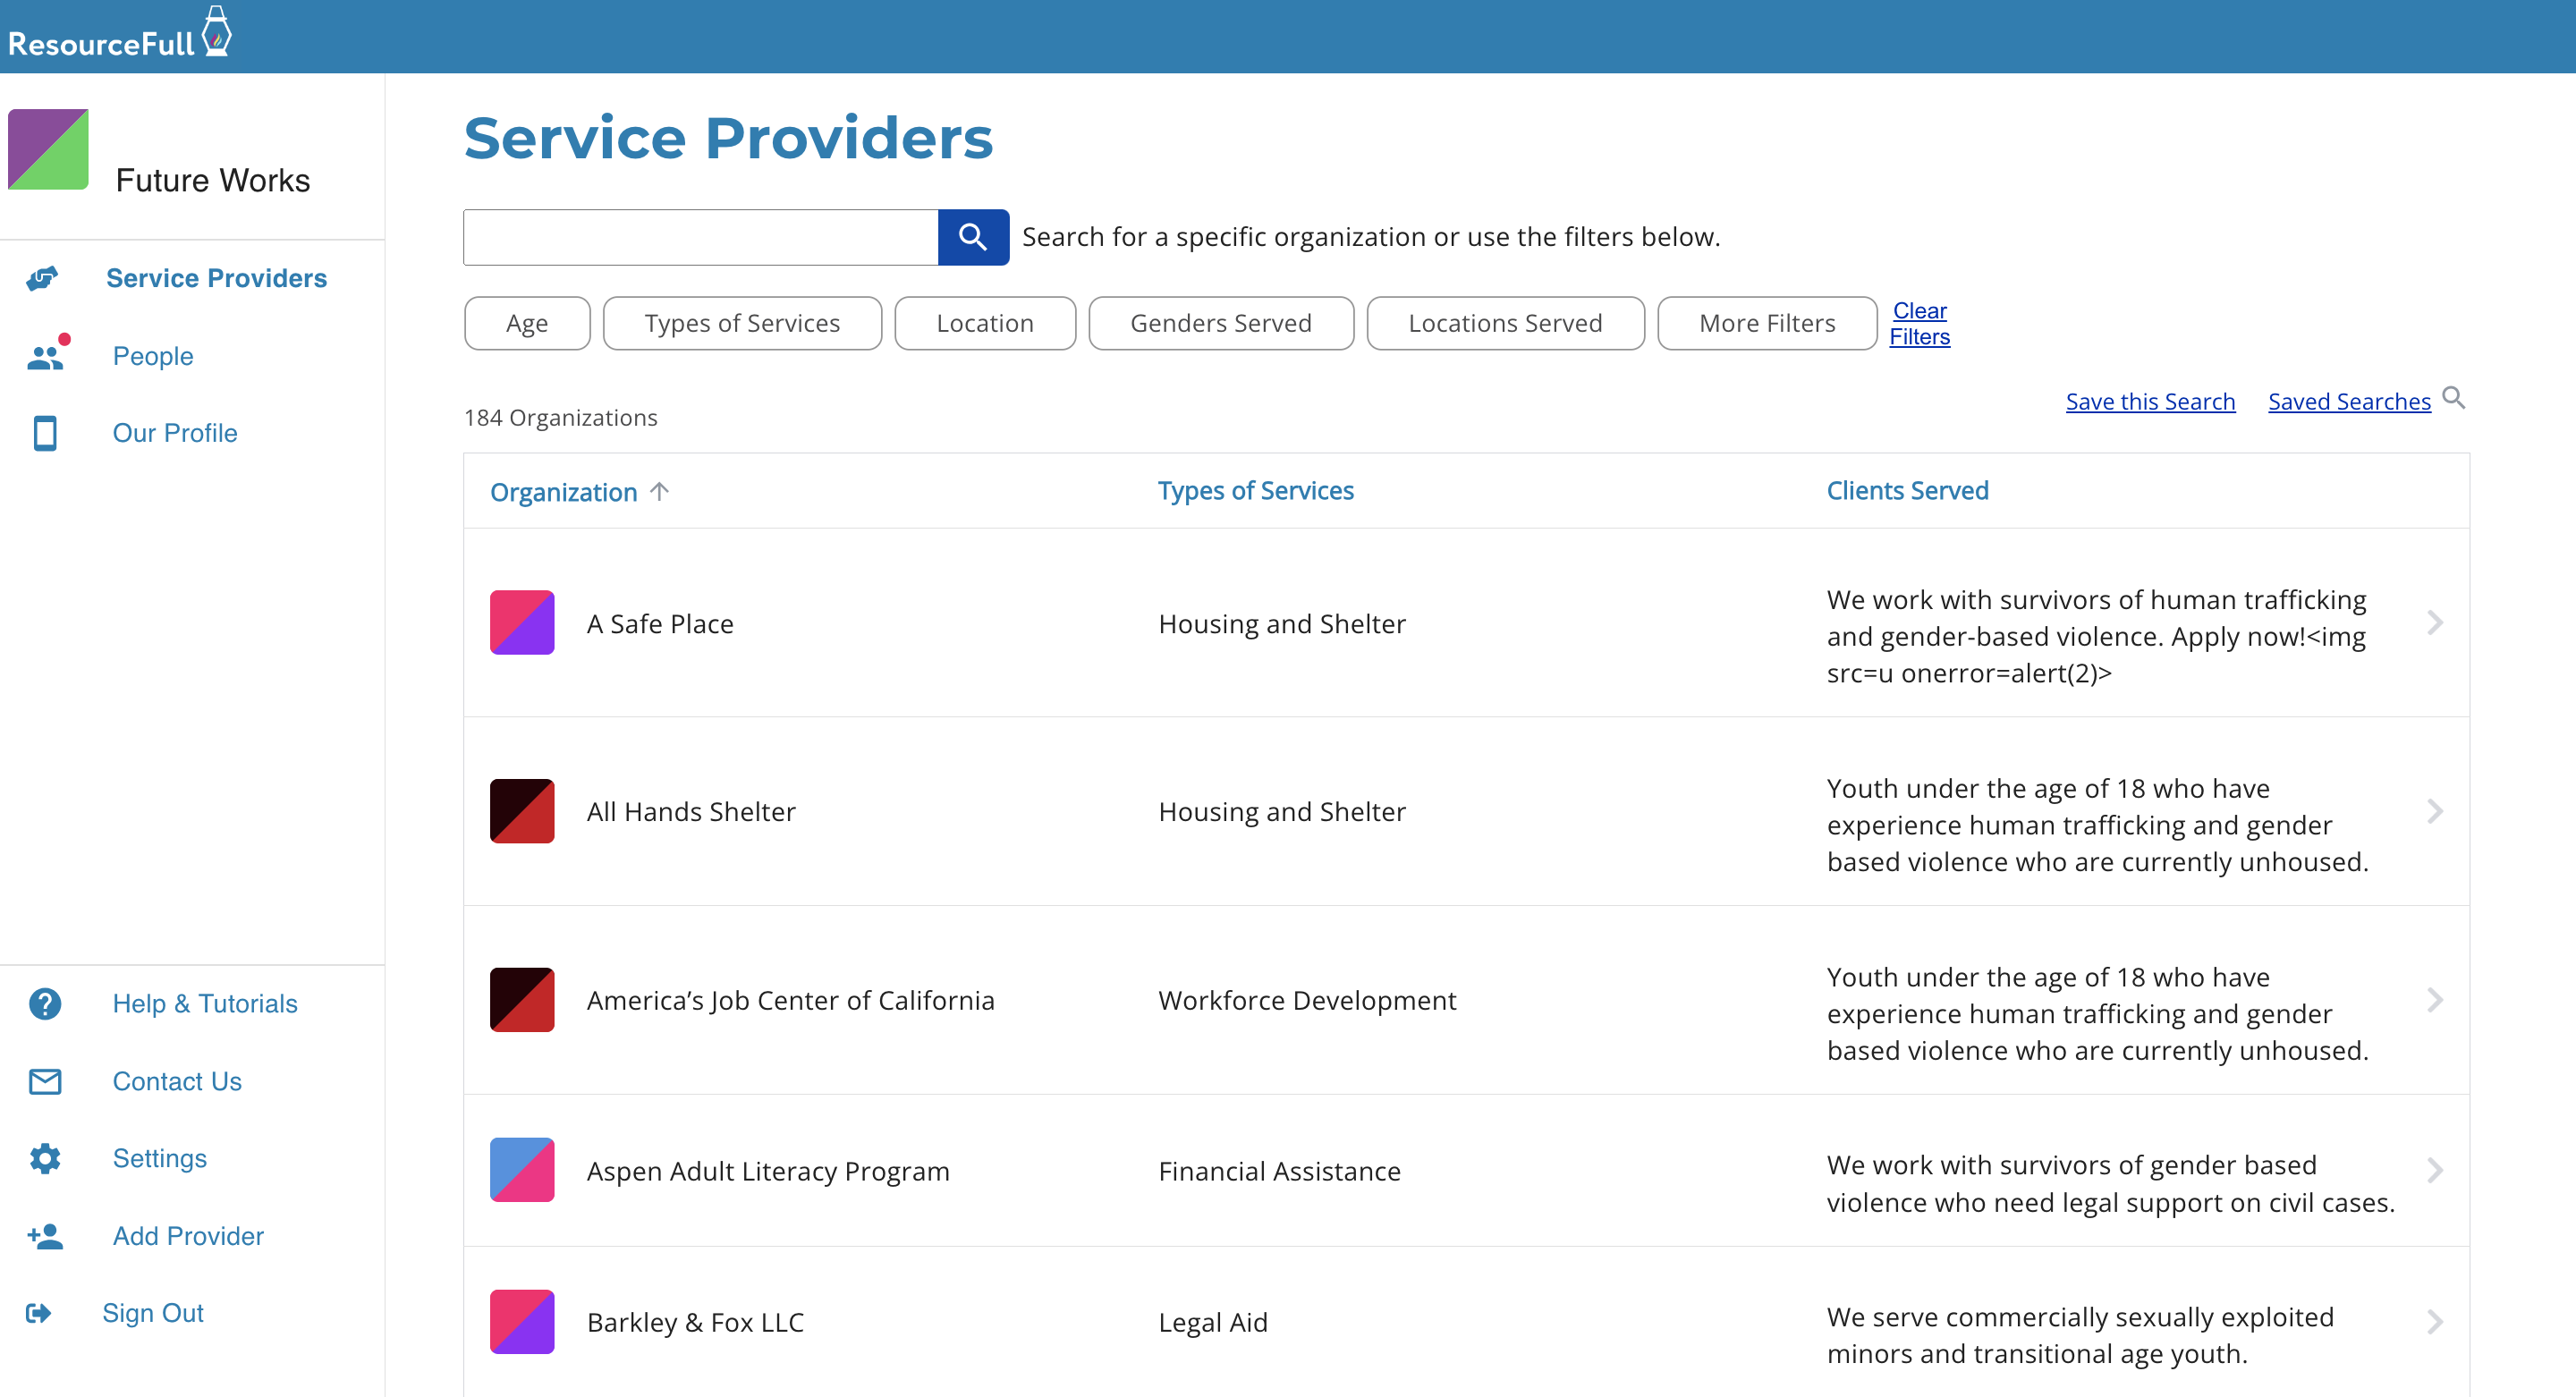 ResourceFull
Future Works
Service Providers
People
Our Profile
Help & Tutorials
Contact Us
Settings
Add Provider
Sign Out
Service Providers
Search for a specific organization or use the filters below.
Age
Types of Services
Location
Genders Served
Locations Served
More Filters
Clear
Filters
184 Organizations
Save this Search
Saved Searches
Organization
Types of Services
Clients Served
A Safe Place
Housing and Shelter
We work with survivors of human trafficking
and gender-based violence. Apply now!<img
src=u onerror=alert(2)>
All Hands Shelter
Housing and Shelter
Youth under the age of 18 who have
experience human trafficking and gender
based violence who are currently unhoused.
America’s Job Center of California
Workforce Development
Youth under the age of 18 who have
experience human trafficking and gender
based violence who are currently unhoused.
Aspen Adult Literacy Program
Financial Assistance
We work with survivors of gender based
violence who need legal support on civil cases.
Barkley & Fox LLC
Legal Aid
We serve commercially sexually exploited
minors and transitional age youth.